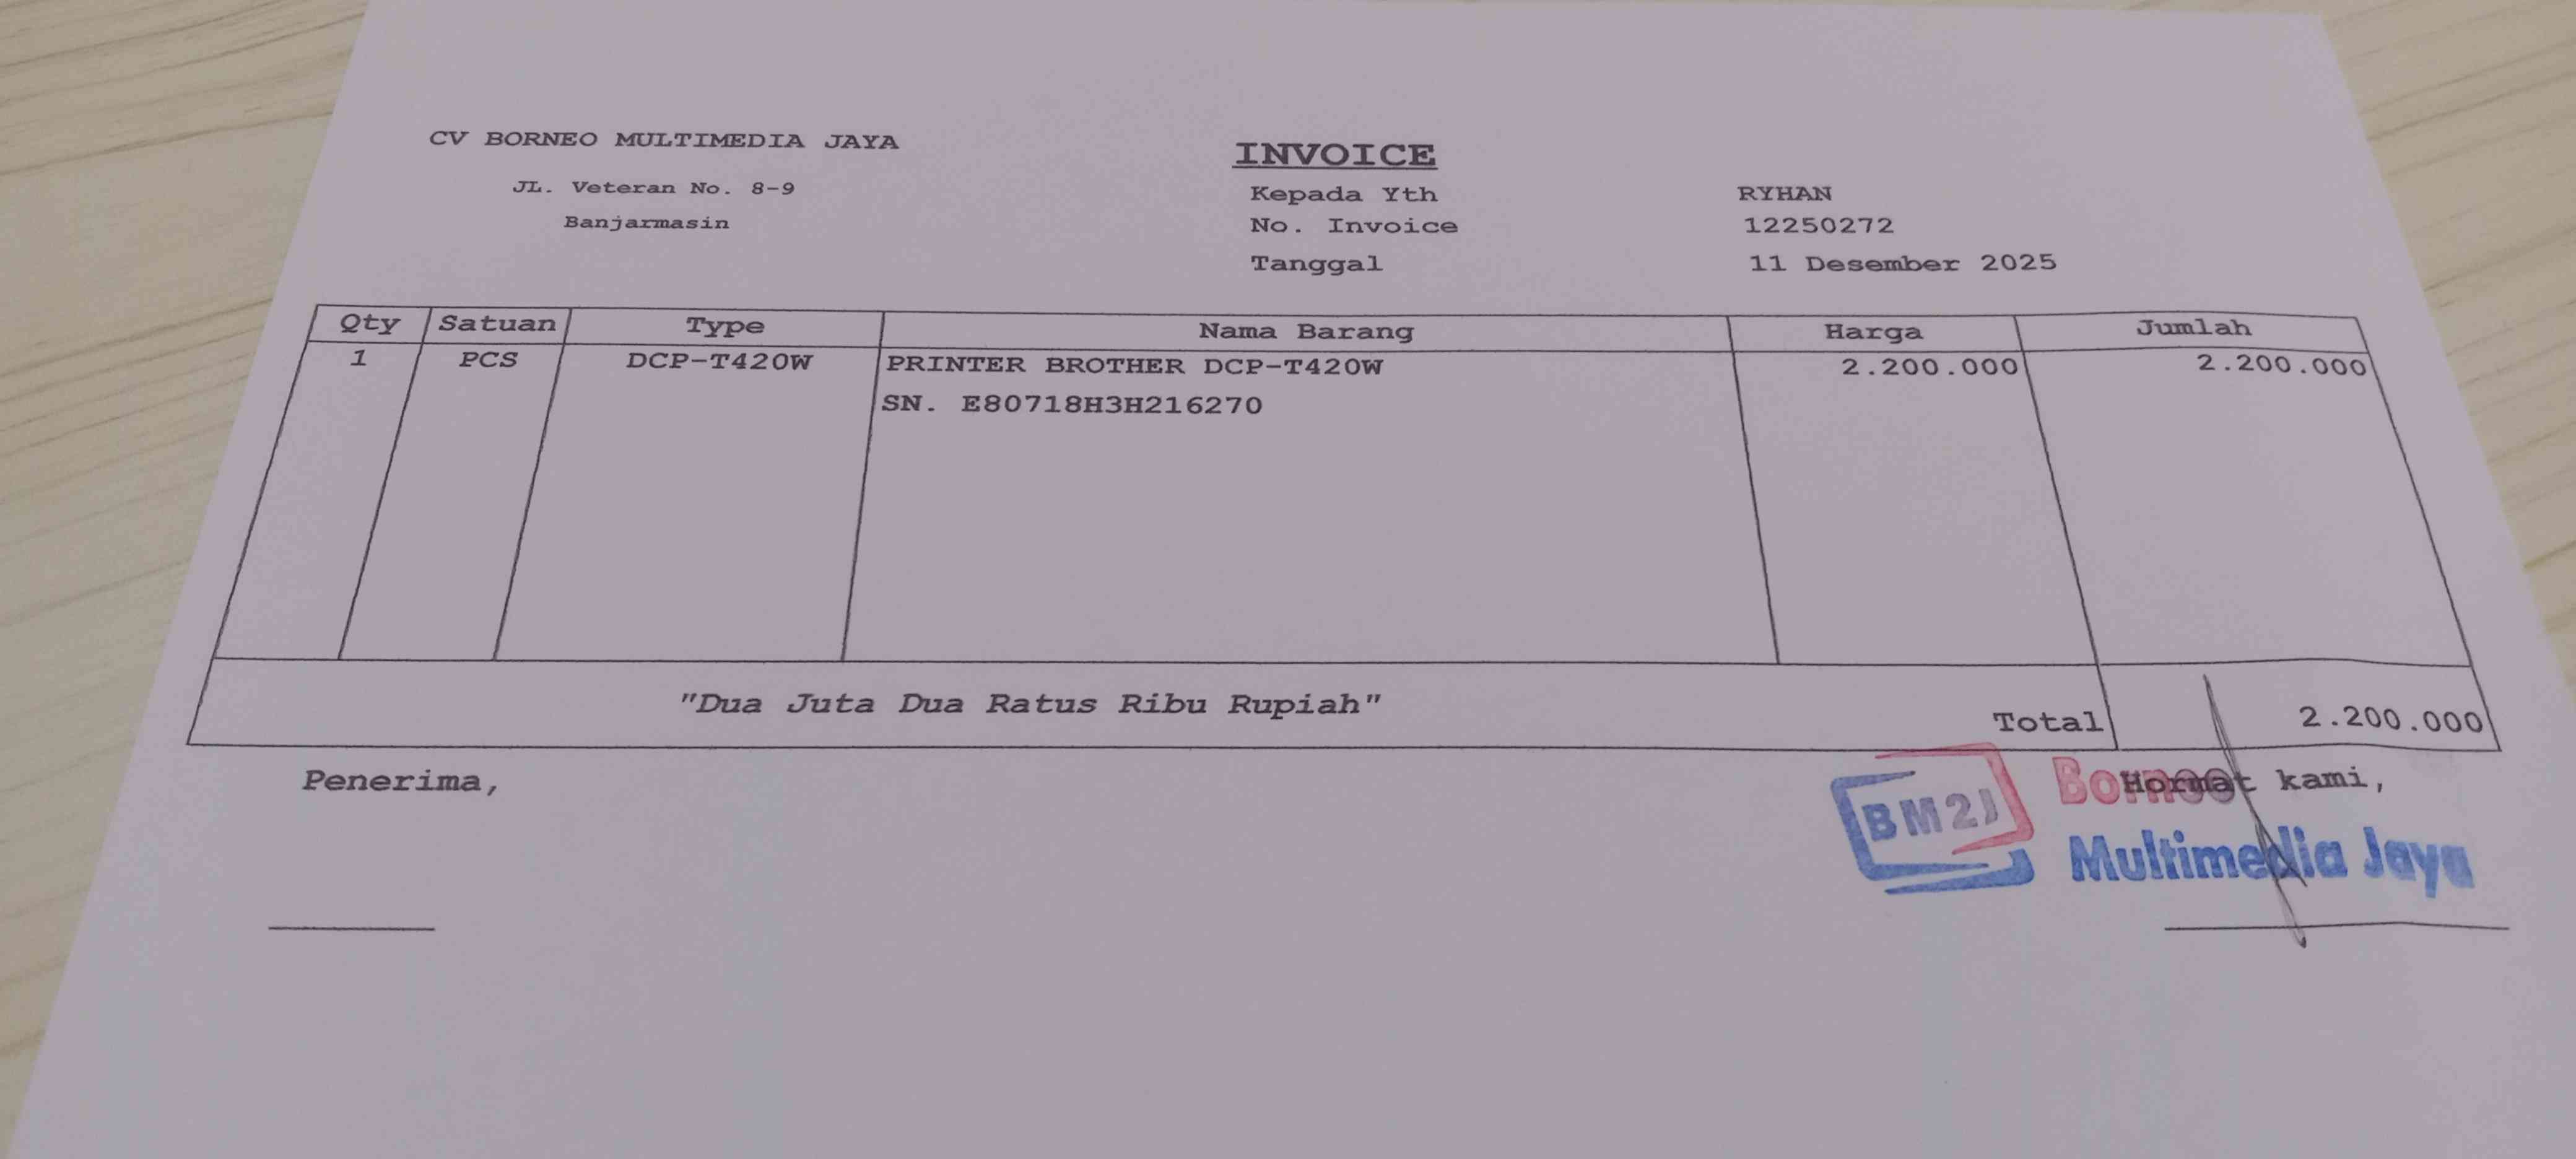 CV BORNEO MULTIMEDIA JAYA
JL. Veteran No. 8-9
Banjarmasin
INVOICE
Kepada Yth RYHAN
No. Invoice 12250272
Tanggal 11 Desember 2025
Qty Satuan Type Nama Barang Harga Jumlah
1 PCS DCP-T420W PRINTER BROTHER DCP-T420W 2.200.000 2.200.000
SN. E80718H3H216270
"Dua Juta Dua Ratus Ribu Rupiah" Total 2.200.000
Penerima, Hormat kami,
BM2J Borneo
Multimedia Jaya